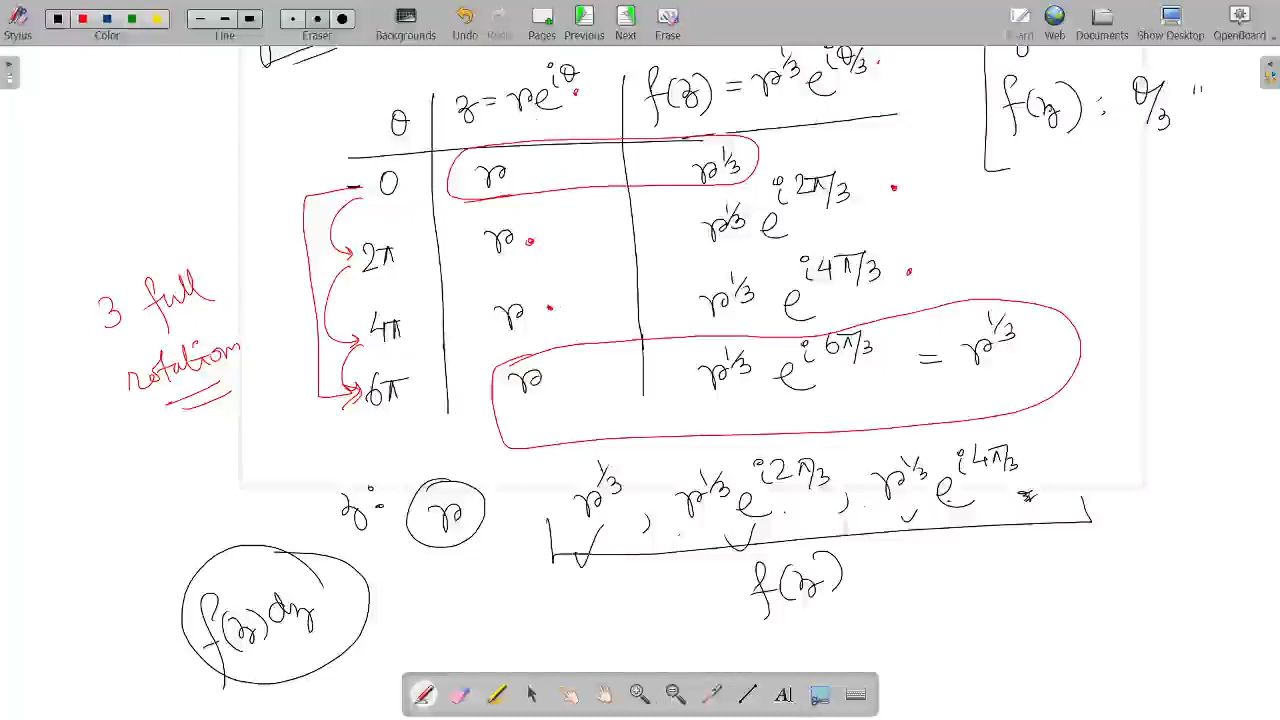 Stylus Color Line Eraser Backgrounds Undo Redo Pages Previous Next Erase Board Web Documents Show Desktop OpenBoard
θ z = re^{iθ} f(z) = r^{1/3} e^{iθ/3}
f(z) : θ/3 "
0 r r^{1/3}
2π r r^{1/3} e^{i2π/3}
4π r r^{1/3} e^{i4π/3}
6π r r^{1/3} e^{i6π/3} = r^{1/3}
3 full
rotation
z: r r^{1/3} , r^{1/3} e^{i2π/3} , r^{1/3} e^{i4π/3}
f(z)
f(z)dz